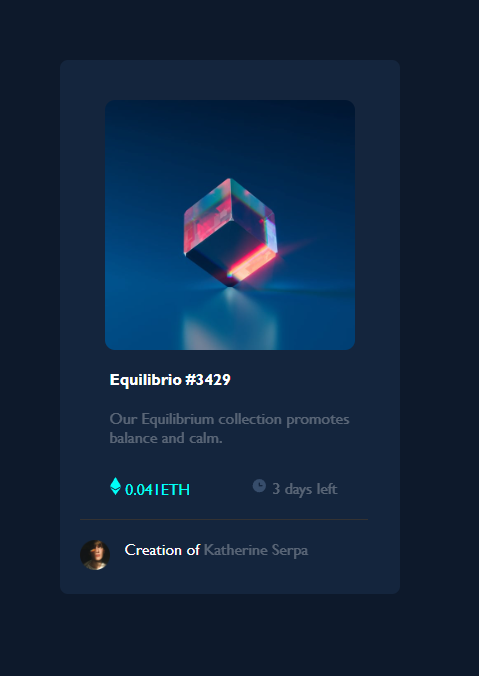 Equilibrio #3429
Our Equilibrium collection promotes
balance and calm.
0.041ETH
3 days left
Creation of Katherine Serpa